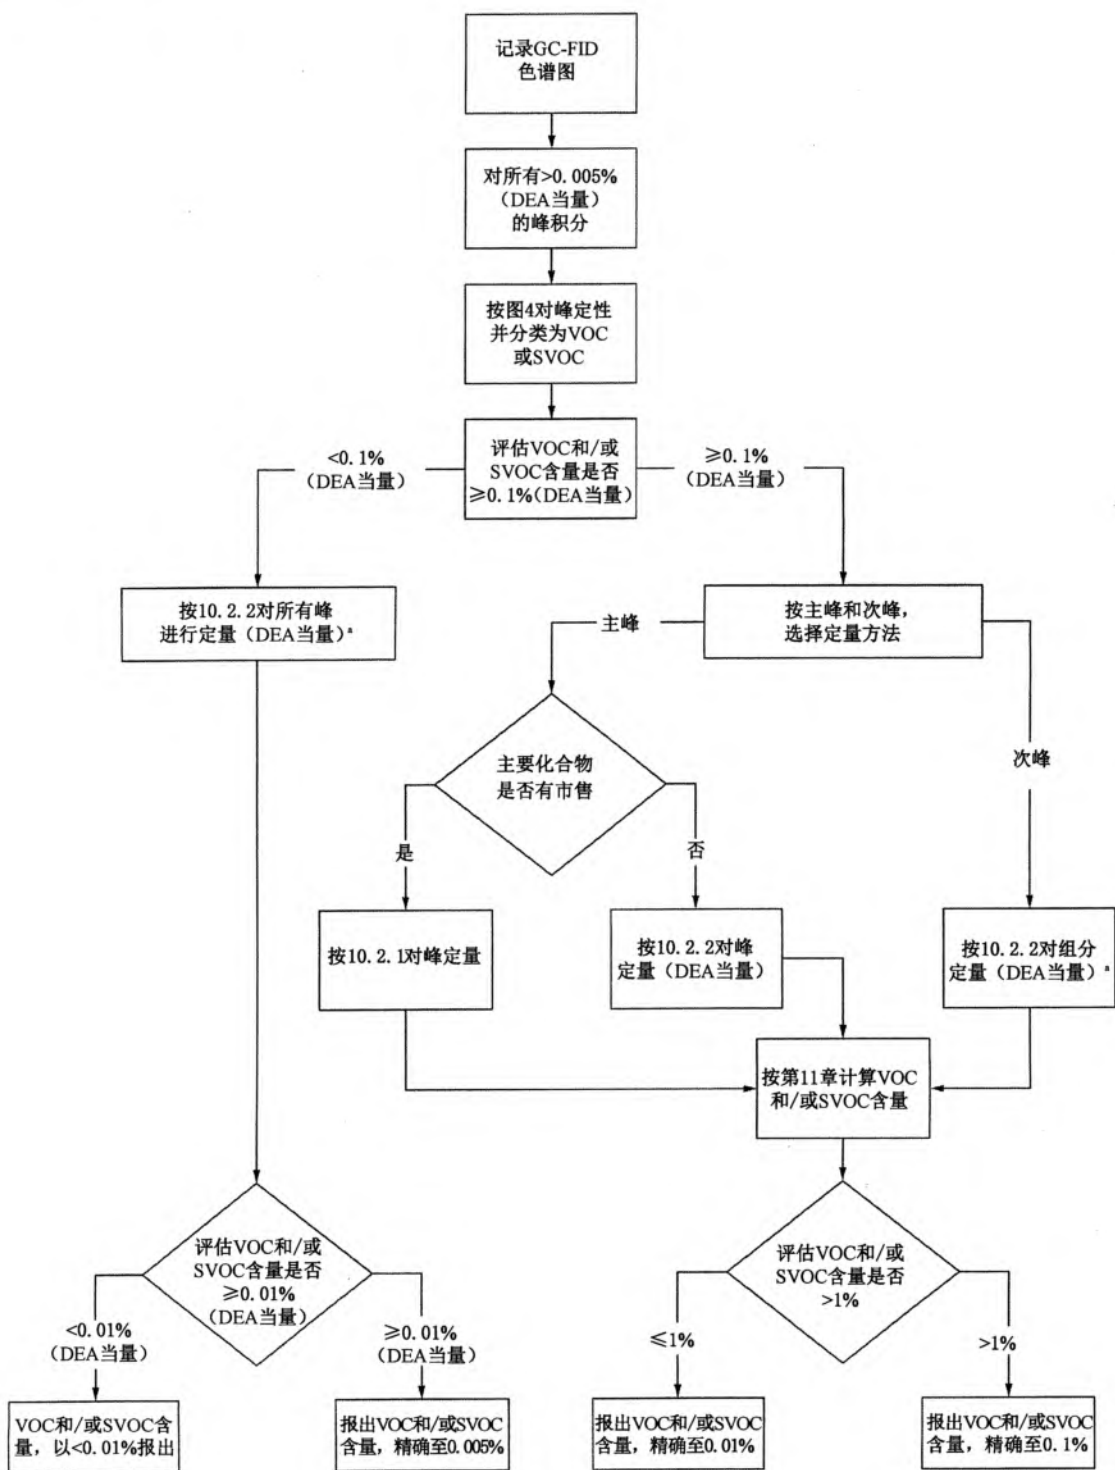 记录GC-FID
色谱图
对所有>0.005%
(DEA当量)
的峰积分
按图4对峰定性
并分类为VOC
或SVOC
评估VOC和/或
SVOC含量是否
≥0.1%(DEA当量)
<0.1%
(DEA当量)
≥0.1%
(DEA当量)
按10.2.2对所有峰
进行定量(DEA当量)ᵃ
按主峰和次峰,
选择定量方法
主峰
次峰
主要化合物
是否有市售
是
否
按10.2.1对峰定量
按10.2.2对峰
定量(DEA当量)
按10.2.2对组分
定量(DEA当量)ᵃ
按第11章计算VOC
和/或SVOC含量
评估VOC和/或
SVOC含量是否
≥0.01%
(DEA当量)
评估VOC和/或
SVOC含量是否
>1%
<0.01%
(DEA当量)
≥0.01%
(DEA当量)
≤1%
>1%
VOC和/或SVOC含
量,以<0.01%报出
报出VOC和/或SVOC
含量,精确至0.005%
报出VOC和/或SVOC
含量,精确至0.01%
报出VOC和/或SVOC
含量,精确至0.1%